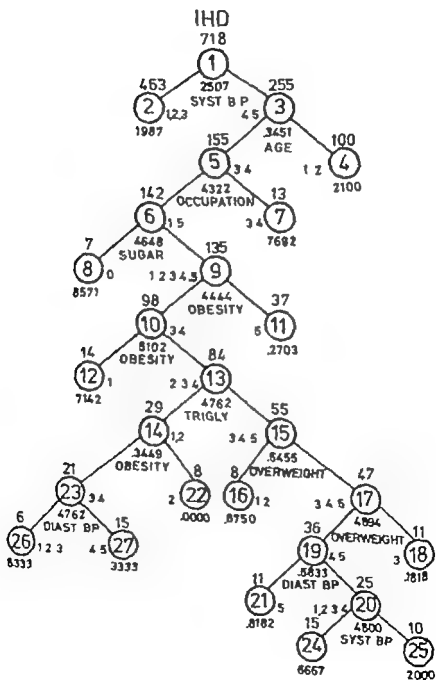 IHD
718
1
463 2507 255
2 1,2,3 SYST BP 4 5 3
1987 .3451
155 AGE 100
5 3 4 1 2 4
4322 2100
142 OCCUPATION 13
6 1 5 3 4 7
4648 7692
7 SUGAR 135
8 0 1 2 3 4,5 9
8571 4444
98 OBESITY 37
10 3 4 11
5102 .2703
14 OBESITY 84
12 1 2 3 4 13
7142 4762
29 TRIGLY 55
14 1,2 3 4 5 15
.3449 .5455
21 OBESITY 8 8 OVERWEIGHT 47
23 3 4 2 22 16 1 2 3 4 5 17
4762 .0000 .8750 4894
6 DIAST BP 15 36 OVERWEIGHT 11
26 1 2 3 4 5 27 19 4 5 3 18
8333 3333 .5833 .1818
11 DIAST BP 25
21 5 1,2 3 4 20
.8182 4800
15 SYST BP 10
24 25
6667 2000